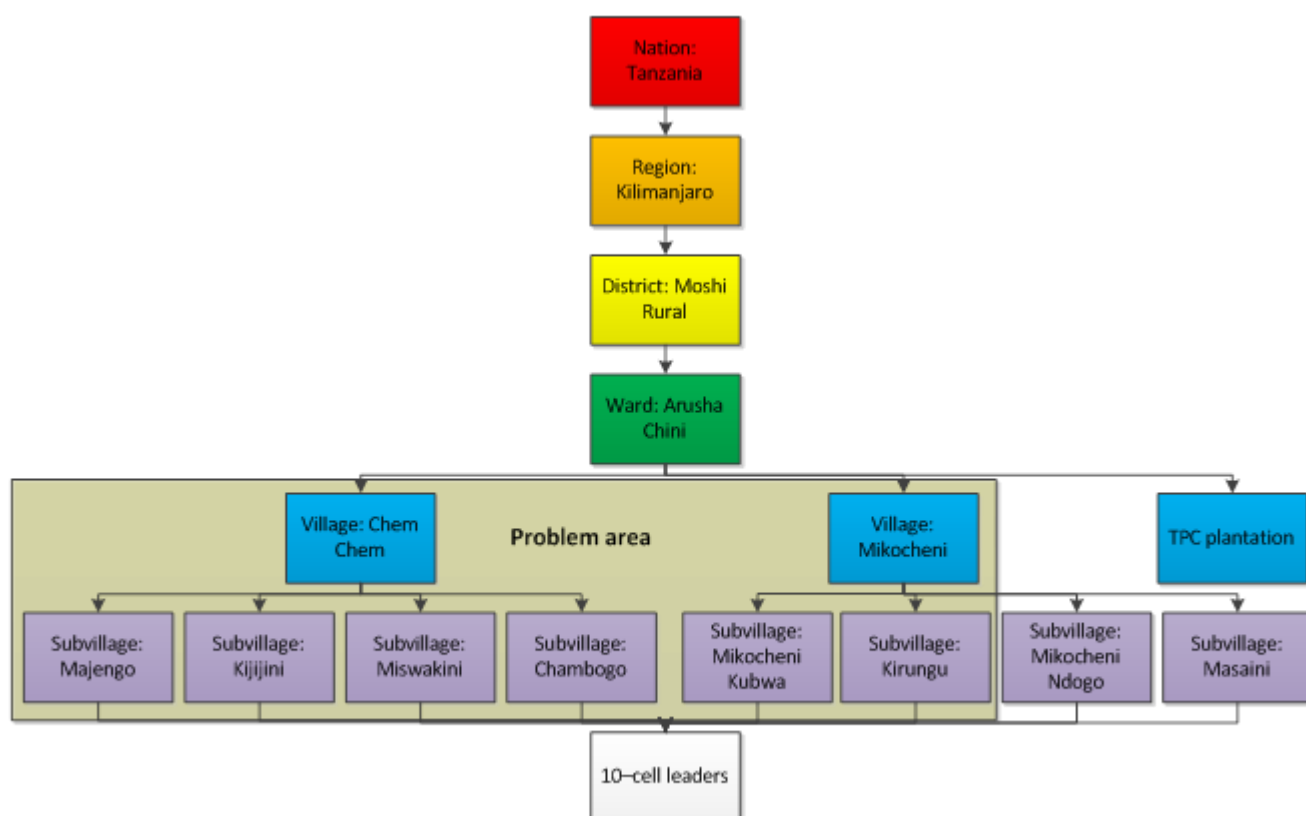 Nation:
Tanzania
Region:
Kilimanjaro
District: Moshi
Rural
Ward: Arusha
Chini
Village: Chem
Chem
Problem area
Village:
Mikocheni
TPC plantation
Subvillage:
Majengo
Subvillage:
Kijijini
Subvillage:
Miswakini
Subvillage:
Chambogo
Subvillage:
Mikocheni
Kubwa
Subvillage:
Kirungu
Subvillage:
Mikocheni
Ndogo
Subvillage:
Masaini
10–cell leaders